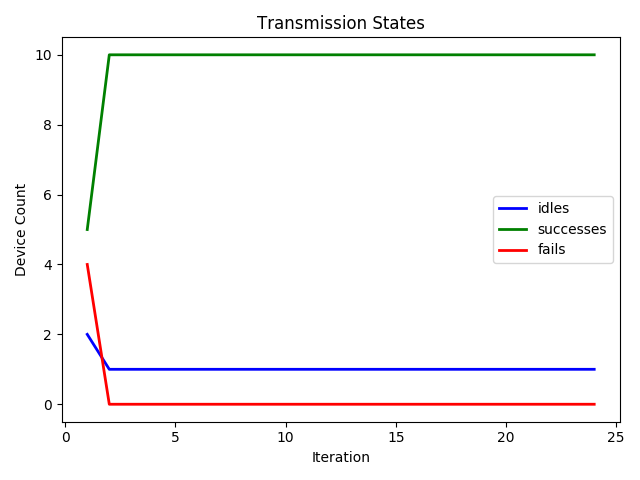 Transmission States
10
8
6
4
2
0
Device Count
idles
successes
fails
0 5 10 15 20 25
Iteration